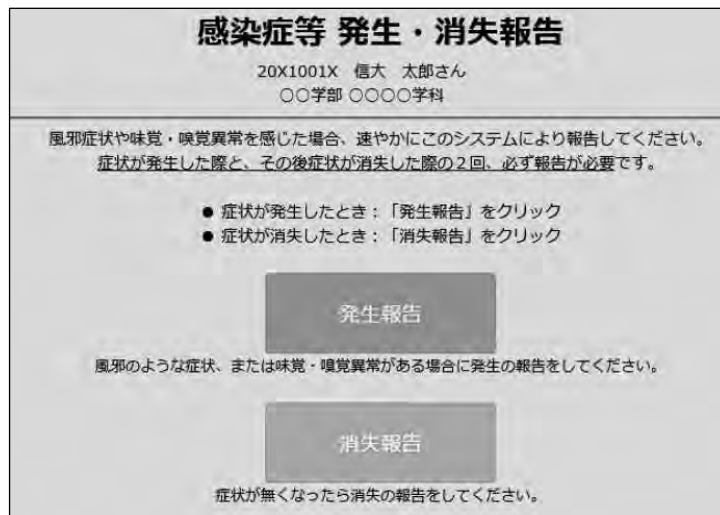 感染症等 発生・消失報告
20X1001X 信大 太郎さん
○○学部 ○○○○学科
風邪症状や味覚・嗅覚異常を感じた場合、速やかにこのシステムにより報告してください。
症状が発生した際と、その後症状が消失した際の2回、必ず報告が必要です。
● 症状が発生したとき：「発生報告」をクリック
● 症状が消失したとき：「消失報告」をクリック
発生報告
風邪のような症状、または味覚・嗅覚異常がある場合に発生の報告をしてください。
消失報告
症状が無くなったら消失の報告をしてください。